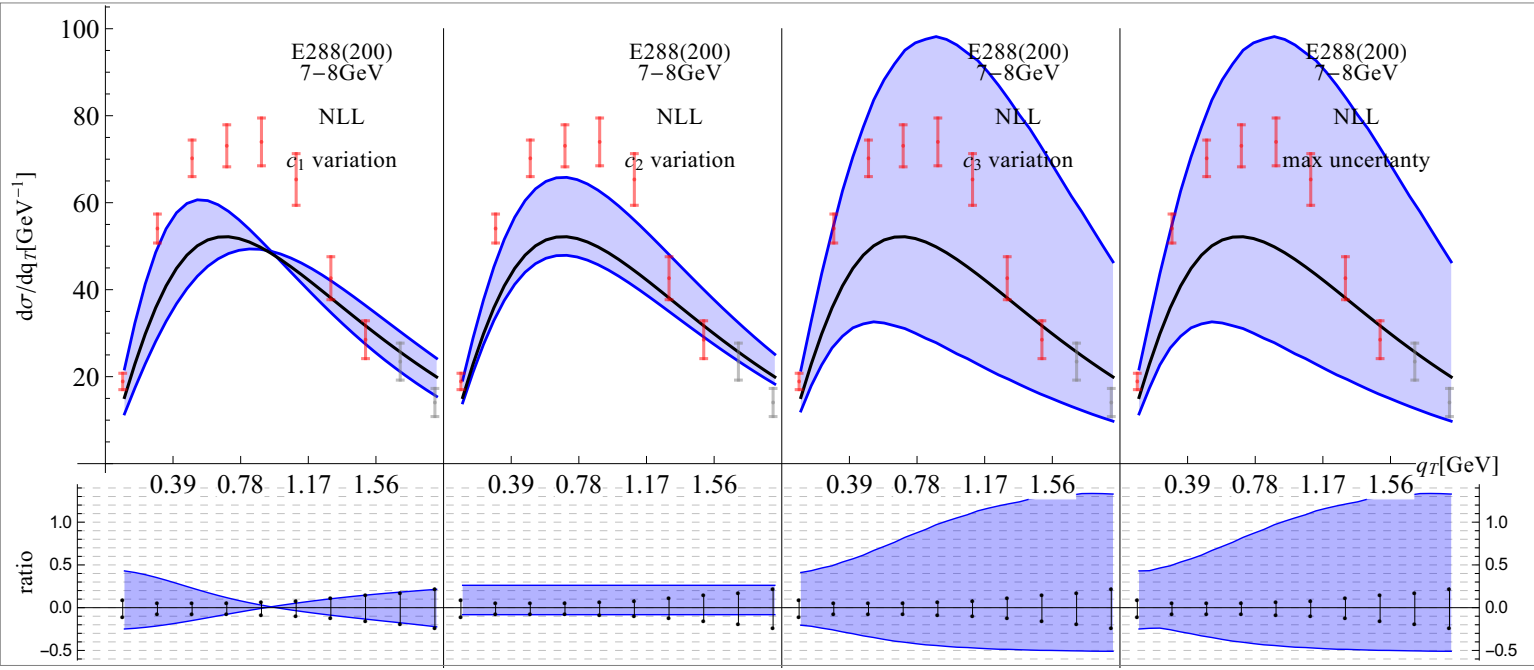 100
80
60
40
20
dσ/dqT[GeV−1]
E288(200)
7−8GeV
NLL
c1 variation
E288(200)
7−8GeV
NLL
c2 variation
E288(200)
7−8GeV
NLL
c3 variation
E288(200)
7−8GeV
NLL
max uncertanty
qT[GeV]
0.39 0.78 1.17 1.56
0.39 0.78 1.17 1.56
0.39 0.78 1.17 1.56
0.39 0.78 1.17 1.56
ratio
1.0
0.5
0.0
−0.5
1.0
0.5
0.0
−0.5